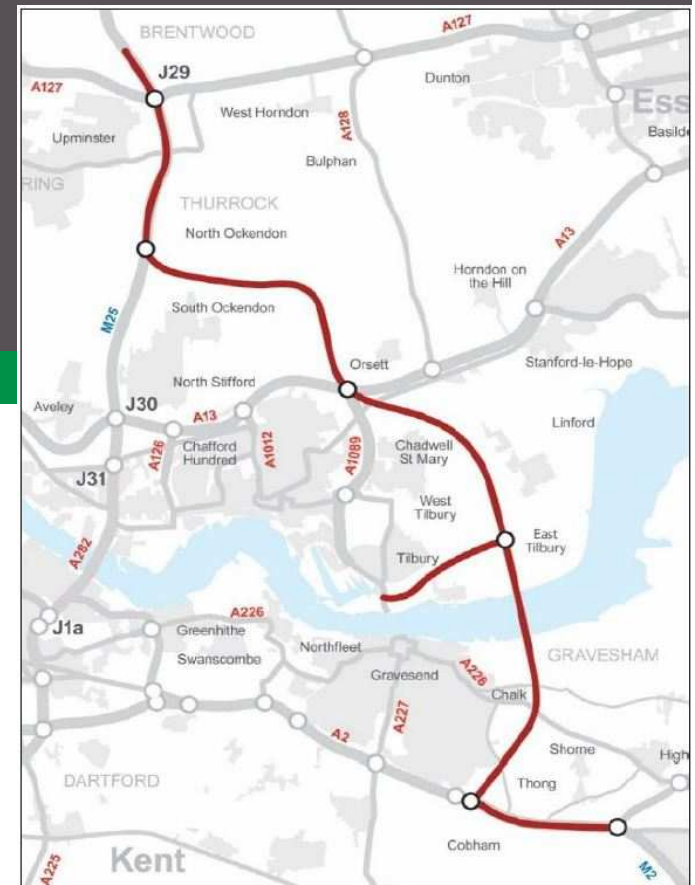 BRENTWOOD
A127
J29
A127
Dunton
Ess
West Horndon
A128
Upminster
Basilde
Bulphan
RING
THURROCK
North Ockendon
A13
Horndon on
the Hill
South Ockendon
M25
Orsett
Stanford-le-Hope
North Stifford
Aveley
J30
A13
Linford
Chafford
Hundred
A126
A1012
A1089
Chadwell
St Mary
J31
West
Tilbury
East
Tilbury
A282
Tilbury
A226
J1a
Greenhithe
Northfleet
Swanscombe
GRAVESHAM
Gravesend
A226
Chalk
A227
A2
Shorne
High
Thong
DARTFORD
Cobham
Kent
M2
A225